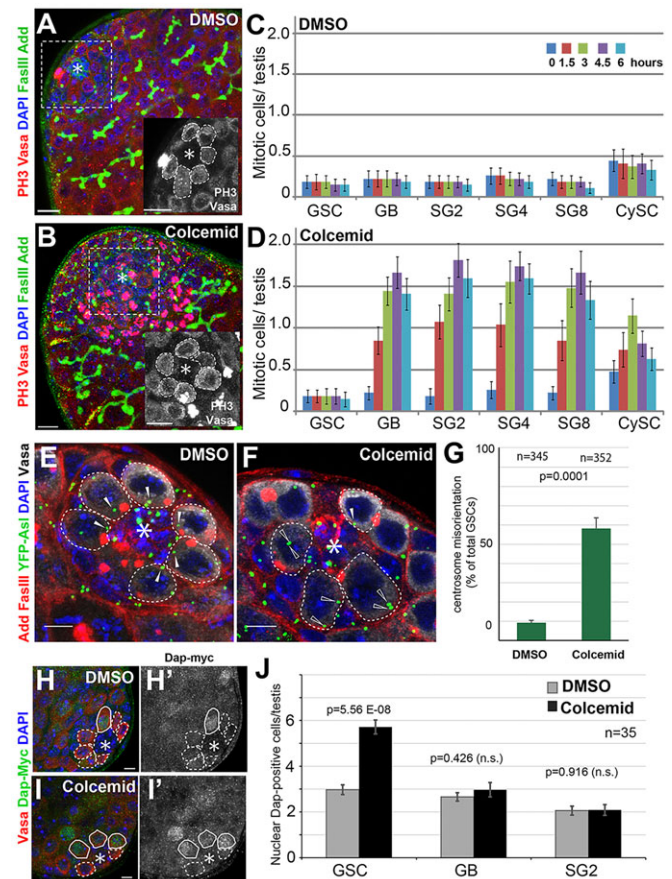 A
DMSO
PH3 Vasa DAPI FasIII Add
*
PH3
Vasa
*
B
Colcemid
PH3 Vasa DAPI FasIII Add
*
PH3
Vasa
*
C
DMSO
Mitotic cells/ testis
2.0
1.5
1.0
0.5
0
0 1.5 3 4.5 6 hours
GSC GB SG2 SG4 SG8 CySC
D
Colcemid
Mitotic cells/ testis
2.0
1.5
1.0
0.5
0
GSC GB SG2 SG4 SG8 CySC
E
DMSO
Add FasIII YFP-Asl DAPI Vasa
*
F
Colcemid
*
G
n=345 n=352
p=0.0001
centrosome misorientation
(% of total GSCs)
50
0
DMSO Colcemid
H
DMSO
*
Dap-myc
H'
*
Vasa Dap-Myc DAPI
I
Colcemid
*
I'
*
J
DMSO
Colcemid
n=35
p=5.56 E-08
p=0.426 (n.s.)
p=0.916 (n.s.)
Nuclear Dap-positive cells/testis
8
6
4
2
0
GSC GB SG2